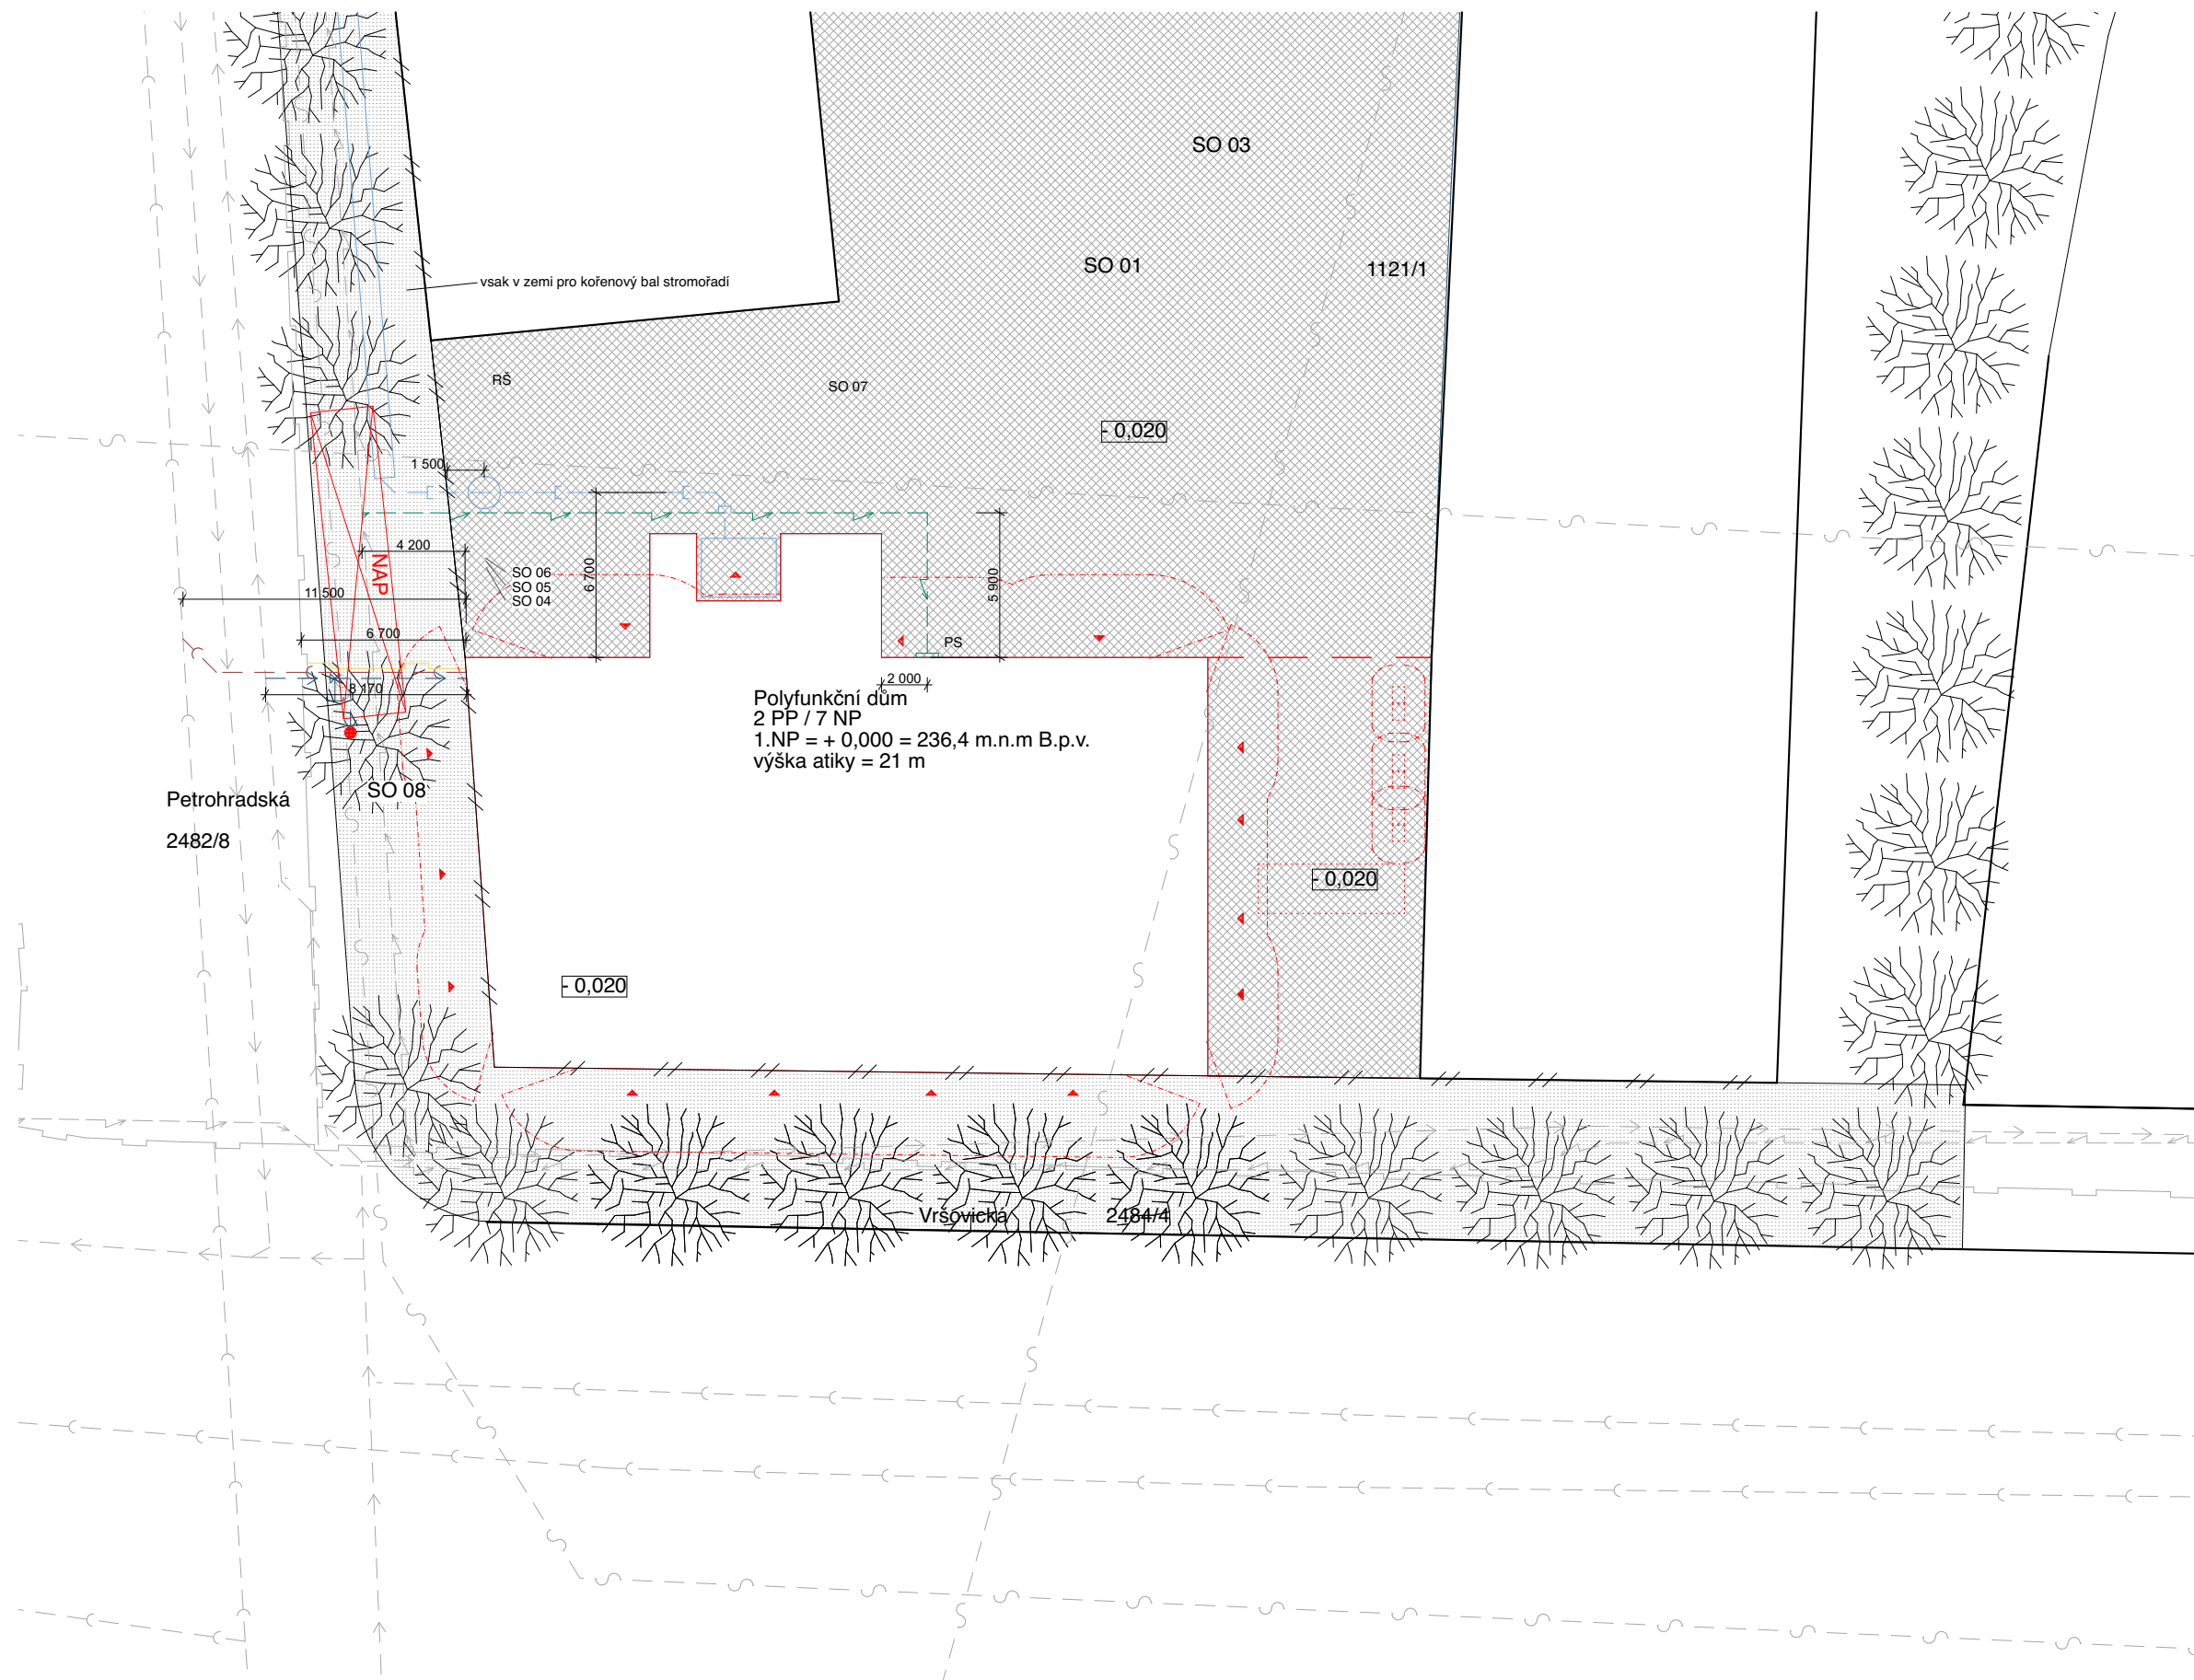 SO 03
SO 01
1121/1
vsak v zemi pro kořenový bal stromořadí
RŠ
SO 07
- 0,020
1 500
4 200
NAP
SO 06
SO 05
SO 04
6 700
5 900
11 500
6 700
PS
8 170
2 000
Polyfunkční dům
2 PP / 7 NP
1.NP = + 0,000 = 236,4 m.n.m B.p.v.
výška atiky = 21 m
SO 08
Petrohradská
2482/8
- 0,020
- 0,020
Vršovická
2484/4